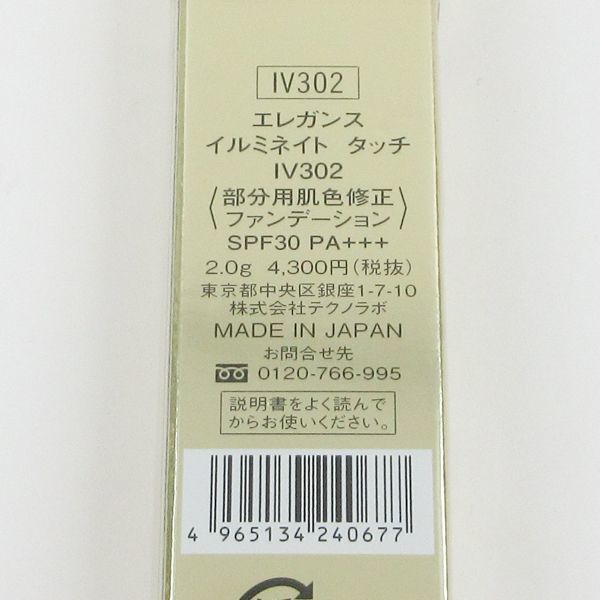 IV302
エレガンス
イルミネイト タッチ
IV302
〈部分用肌色修正
ファンデーション〉
SPF30 PA+++
2.0g 4,300円(税抜)
東京都中央区銀座1-7-10
株式会社テクノラボ
MADE IN JAPAN
お問合せ先
0120-766-995
説明書をよく読んで
からお使いください。
4 965134 240677